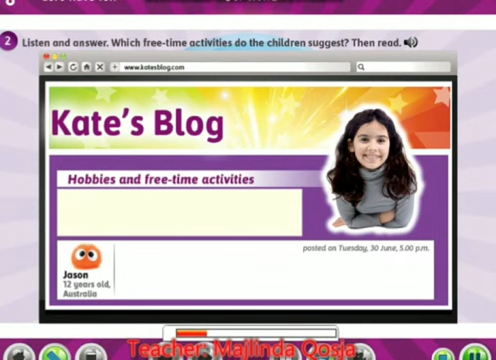 2 Listen and answer. Which free-time activities do the children suggest? Then read.
www.katesblog.com
Kate's Blog
Hobbies and free-time activities
posted on Tuesday, 30 June, 5.00 p.m.
Jason
12 years old,
Australia
Teacher: Majlinda Qosja